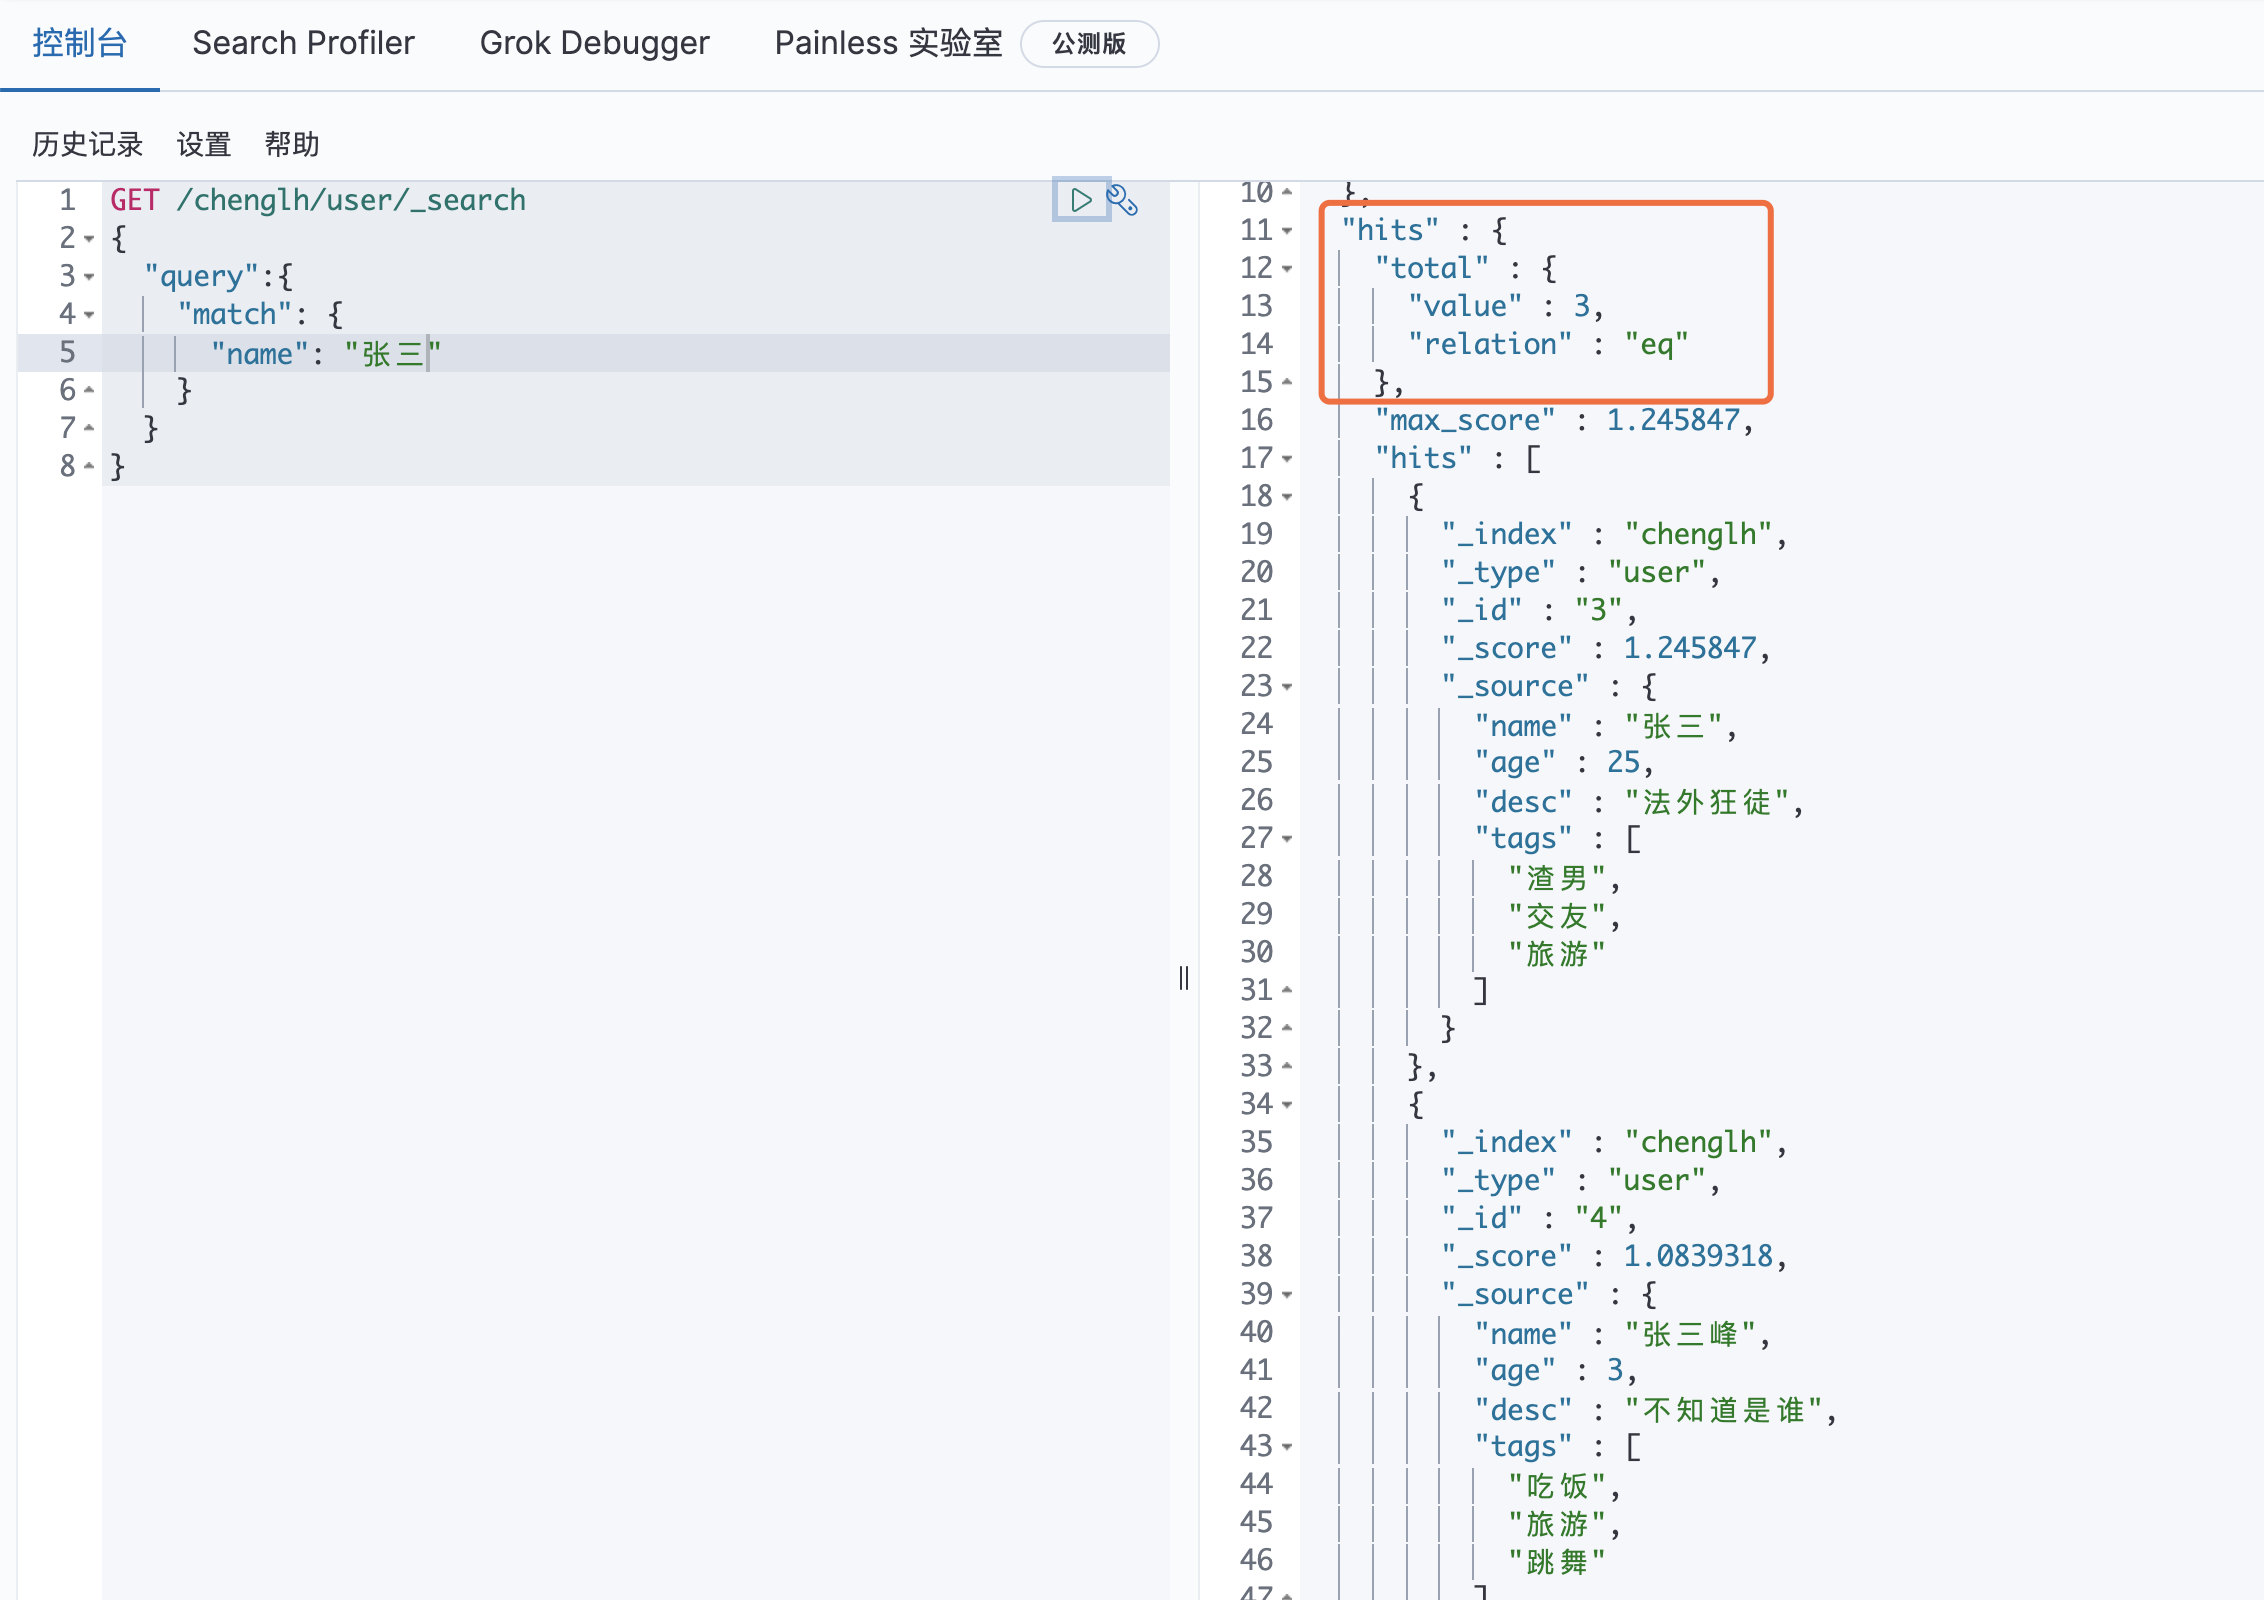 控制台 Search Profiler Grok Debugger Painless 实验室 公测版
历史记录 设置 帮助
1 GET /chenglh/user/_search
2 {
3 "query":{
4 "match": {
5 "name": "张三"
6 }
7 }
8 }
10 },
11 "hits" : {
12 "total" : {
13 "value" : 3,
14 "relation" : "eq"
15 },
16 "max_score" : 1.245847,
17 "hits" : [
18 {
19 "_index" : "chenglh",
20 "_type" : "user",
21 "_id" : "3",
22 "_score" : 1.245847,
23 "_source" : {
24 "name" : "张三",
25 "age" : 25,
26 "desc" : "法外狂徒",
27 "tags" : [
28 "渣男",
29 "交友",
30 "旅游"
31 ]
32 }
33 },
34 {
35 "_index" : "chenglh",
36 "_type" : "user",
37 "_id" : "4",
38 "_score" : 1.0839318,
39 "_source" : {
40 "name" : "张三峰",
41 "age" : 3,
42 "desc" : "不知道是谁",
43 "tags" : [
44 "吃饭",
45 "旅游",
46 "跳舞"
47 ]